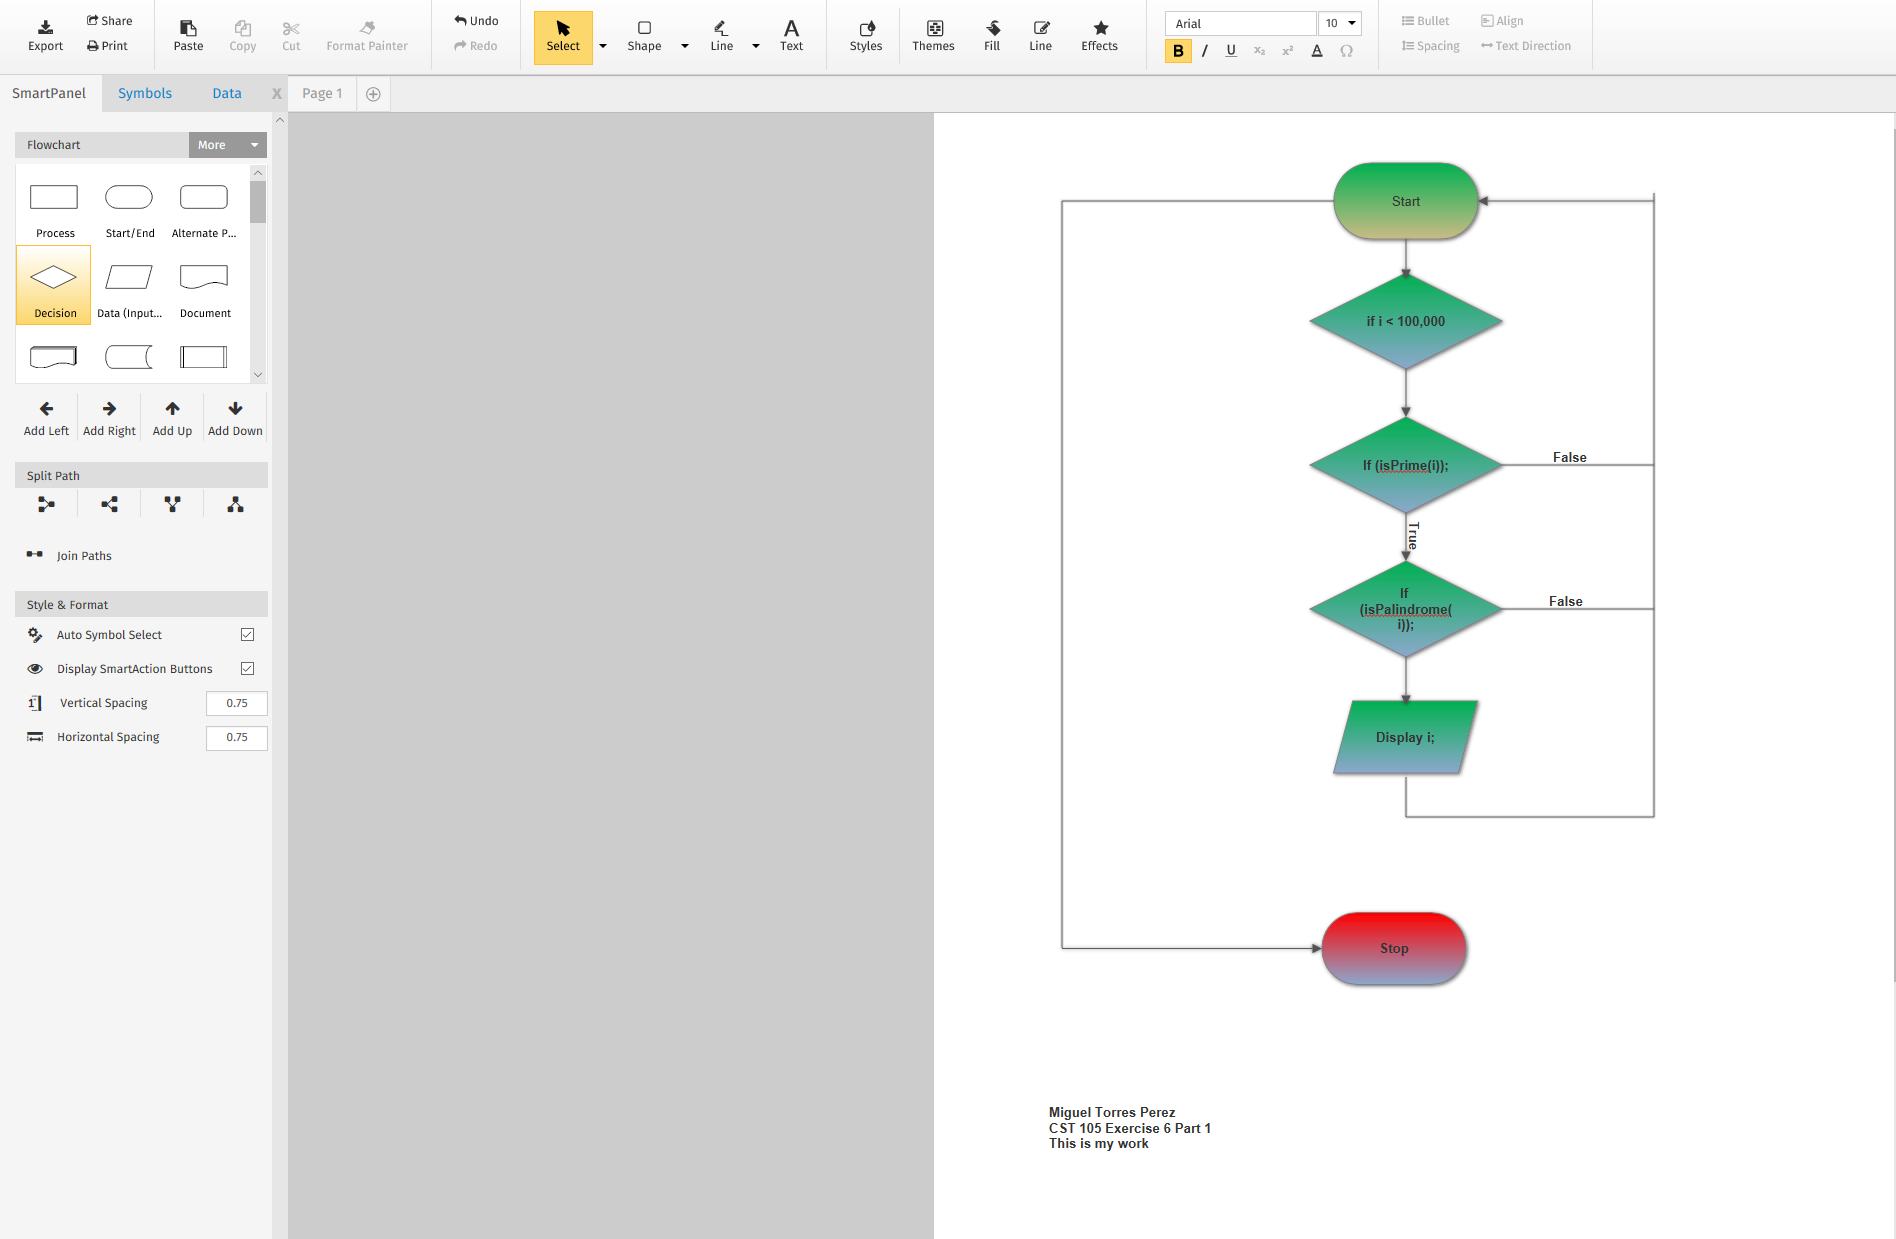 Export
Share
Print
Paste
Copy
Cut
Format Painter
Undo
Redo
Select
Shape
Line
Text
Styles
Themes
Fill
Line
Effects
Arial
10
B I U x₂ x² A Ω
Bullet
Align
Spacing
Text Direction
SmartPanel
Symbols
Data
X
Page 1
Flowchart
More
Process
Start/End
Alternate P...
Decision
Data (Input...
Document
Add Left
Add Right
Add Up
Add Down
Split Path
Join Paths
Style & Format
Auto Symbol Select
Display SmartAction Buttons
Vertical Spacing
0.75
Horizontal Spacing
0.75
Start
if i < 100,000
If (isPrime(i));
False
True
If
(isPalindrome(
i));
False
Display i;
Stop
Miguel Torres Perez
CST 105 Exercise 6 Part 1
This is my work